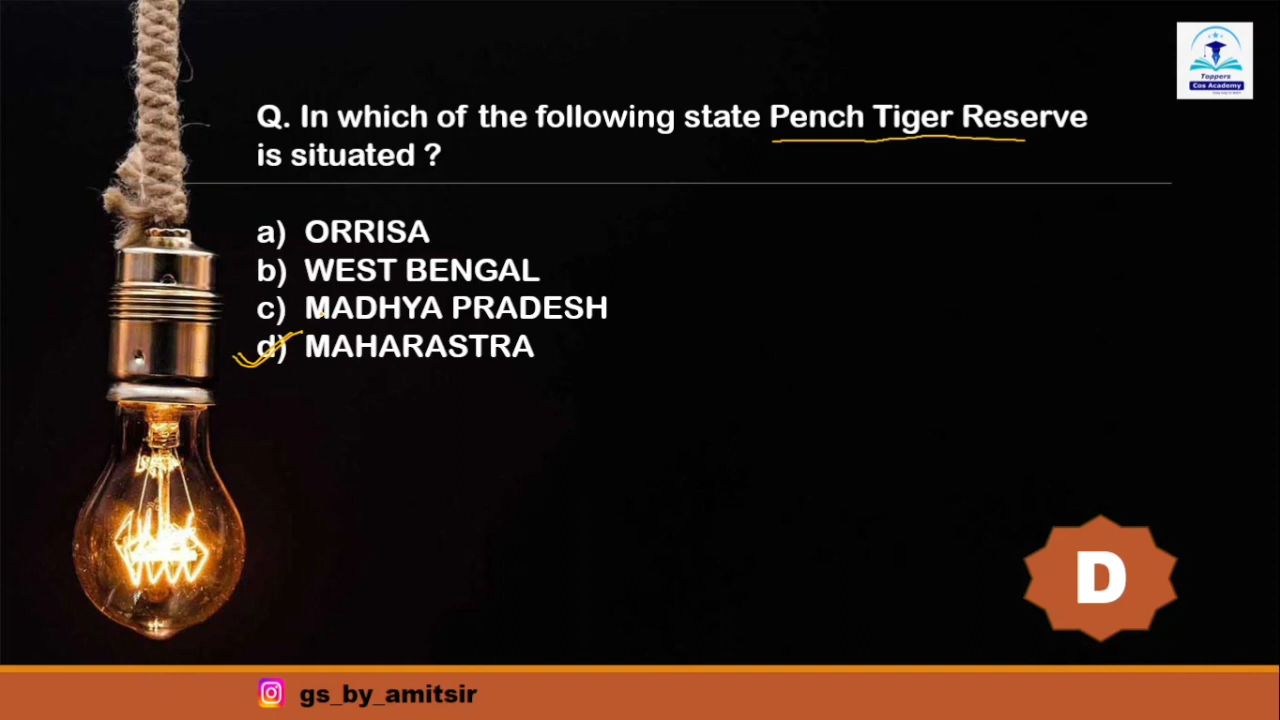 Toppers
Cos Academy
Q. In which of the following state Pench Tiger Reserve
is situated ?
a) ORRISA
b) WEST BENGAL
c) MADHYA PRADESH
d) MAHARASTRA
D
gs_by_amitsir